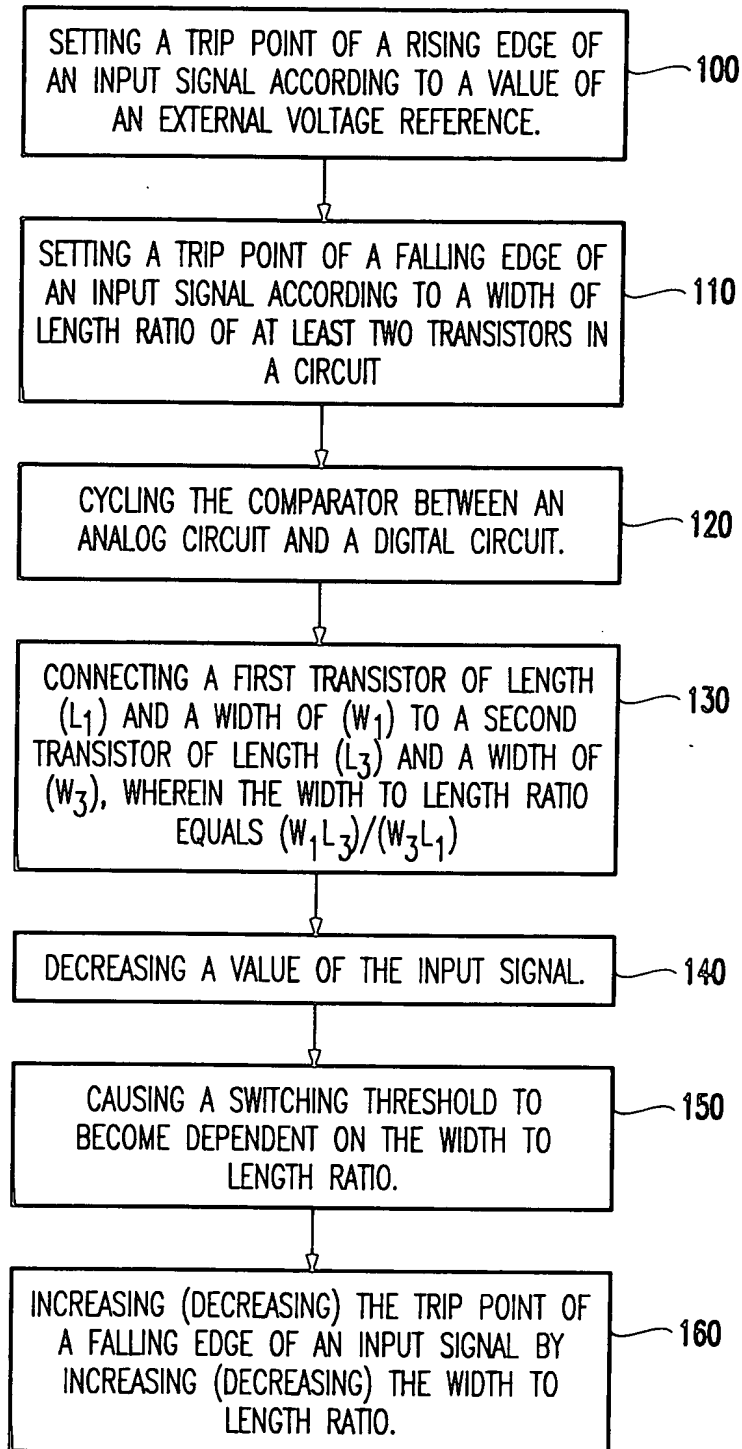 SETTING A TRIP POINT OF A RISING EDGE OF
AN INPUT SIGNAL ACCORDING TO A VALUE OF
AN EXTERNAL VOLTAGE REFERENCE.
100
SETTING A TRIP POINT OF A FALLING EDGE OF
AN INPUT SIGNAL ACCORDING TO A WIDTH OF
LENGTH RATIO OF AT LEAST TWO TRANSISTORS IN
A CIRCUIT
110
CYCLING THE COMPARATOR BETWEEN AN
ANALOG CIRCUIT AND A DIGITAL CIRCUIT.
120
CONNECTING A FIRST TRANSISTOR OF LENGTH
(L₁) AND A WIDTH OF (W₁) TO A SECOND
TRANSISTOR OF LENGTH (L₃) AND A WIDTH OF
(W₃), WHEREIN THE WIDTH TO LENGTH RATIO
EQUALS (W₁L₃)/(W₃L₁)
130
DECREASING A VALUE OF THE INPUT SIGNAL.
140
CAUSING A SWITCHING THRESHOLD TO
BECOME DEPENDENT ON THE WIDTH TO
LENGTH RATIO.
150
INCREASING (DECREASING) THE TRIP POINT OF
A FALLING EDGE OF AN INPUT SIGNAL BY
INCREASING (DECREASING) THE WIDTH TO
LENGTH RATIO.
160